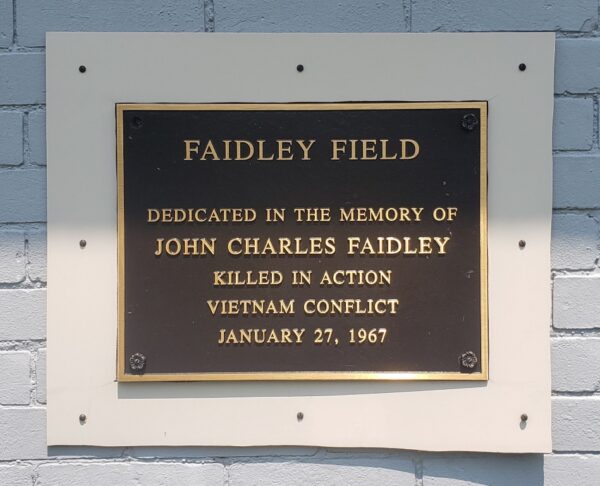 FAIDLEY FIELD
DEDICATED IN THE MEMORY OF
JOHN CHARLES FAIDLEY
KILLED IN ACTION
VIETNAM CONFLICT
JANUARY 27, 1967